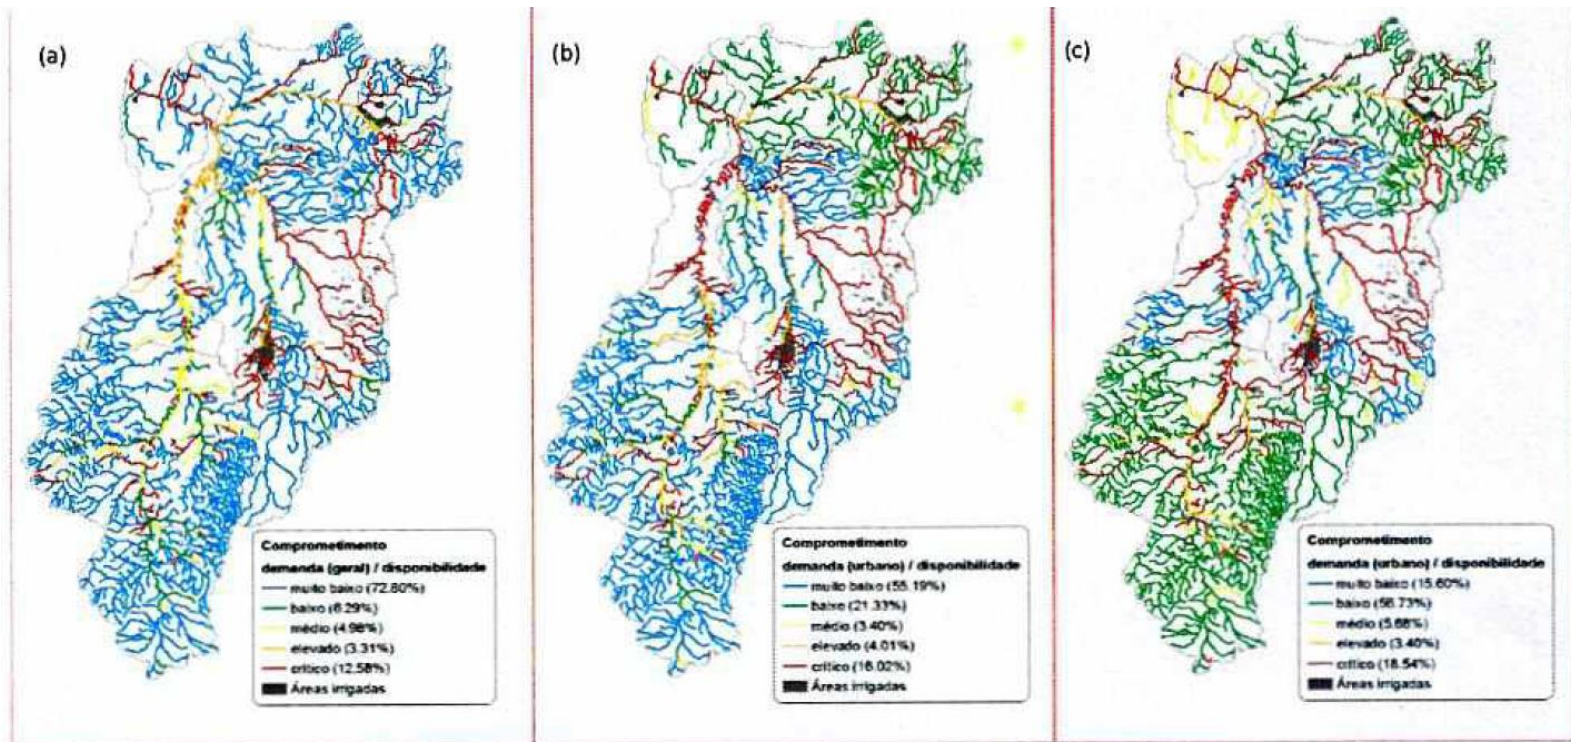 (a)
Comprometimento
demanda (geral) / disponibilidade
muito baixo (72.80%)
baixo (6.29%)
médio (4.98%)
elevado (3.31%)
crítico (12.58%)
Áreas irrigadas
(b)
Comprometimento
demanda (urbano) / disponibilidade
muito baixo (55.19%)
baixo (21.33%)
médio (3.40%)
elevado (4.01%)
crítico (16.02%)
Áreas irrigadas
(c)
Comprometimento
demanda (urbano) / disponibilidade
muito baixo (15.60%)
baixo (56.73%)
médio (5.68%)
elevado (3.40%)
crítico (18.54%)
Áreas irrigadas